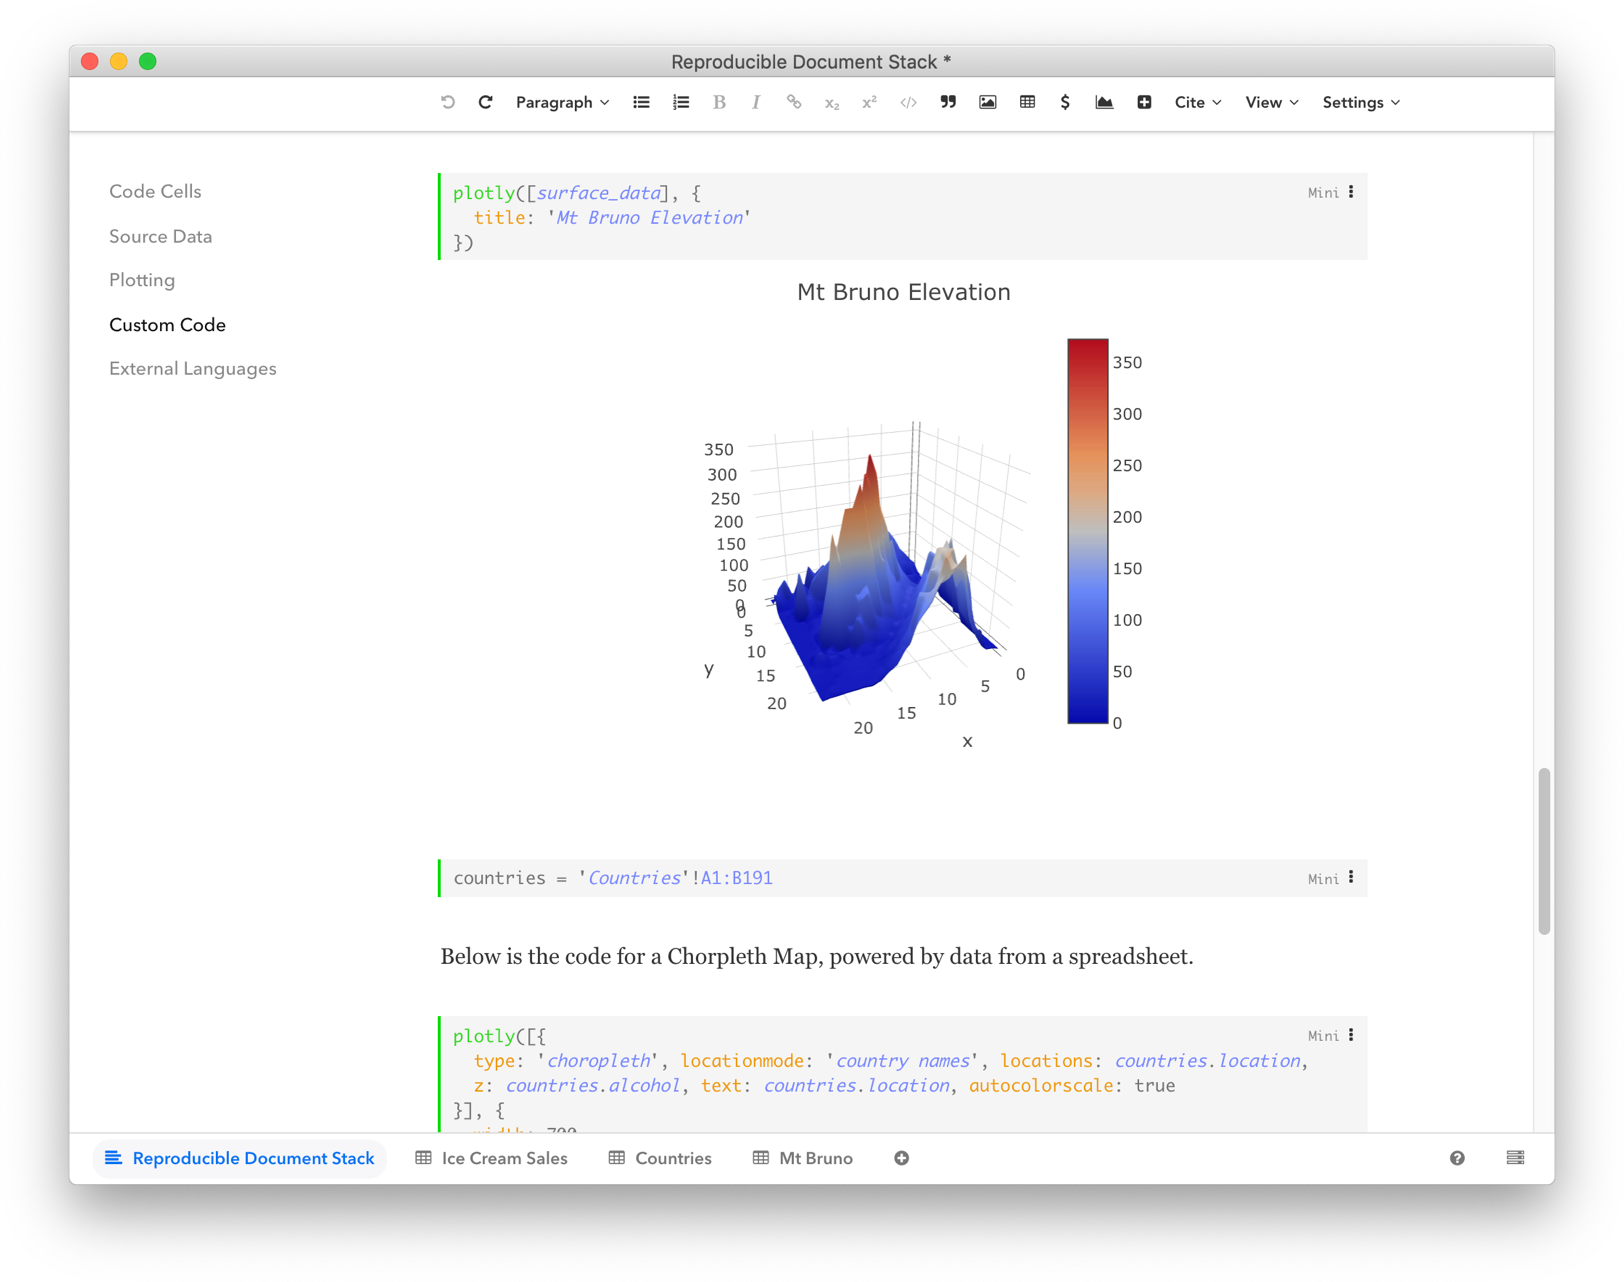 Reproducible Document Stack *
Paragraph B I x₂ x² </> $ Cite View Settings
Code Cells
Source Data
Plotting
Custom Code
External Languages
plotly([surface_data], {
title: 'Mt Bruno Elevation'
})
Mini
Mt Bruno Elevation
350
300
250
200
150
100
50
0
0
5
10
15
20
y
20
15
10
5
0
x
350
300
250
200
150
100
50
0
countries = 'Countries'!A1:B191
Mini
Below is the code for a Chorpleth Map, powered by data from a spreadsheet.
plotly([{
Mini
type: 'choropleth', locationmode: 'country names', locations: countries.location,
z: countries.alcohol, text: countries.location, autocolorscale: true
}], {
width: 700
Reproducible Document Stack Ice Cream Sales Countries Mt Bruno